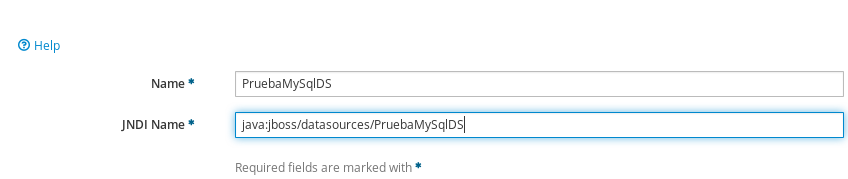 Help
Name *
PruebaMySqlDS
JNDI Name *
java:jboss/datasources/PruebaMySqlDS
Required fields are marked with *